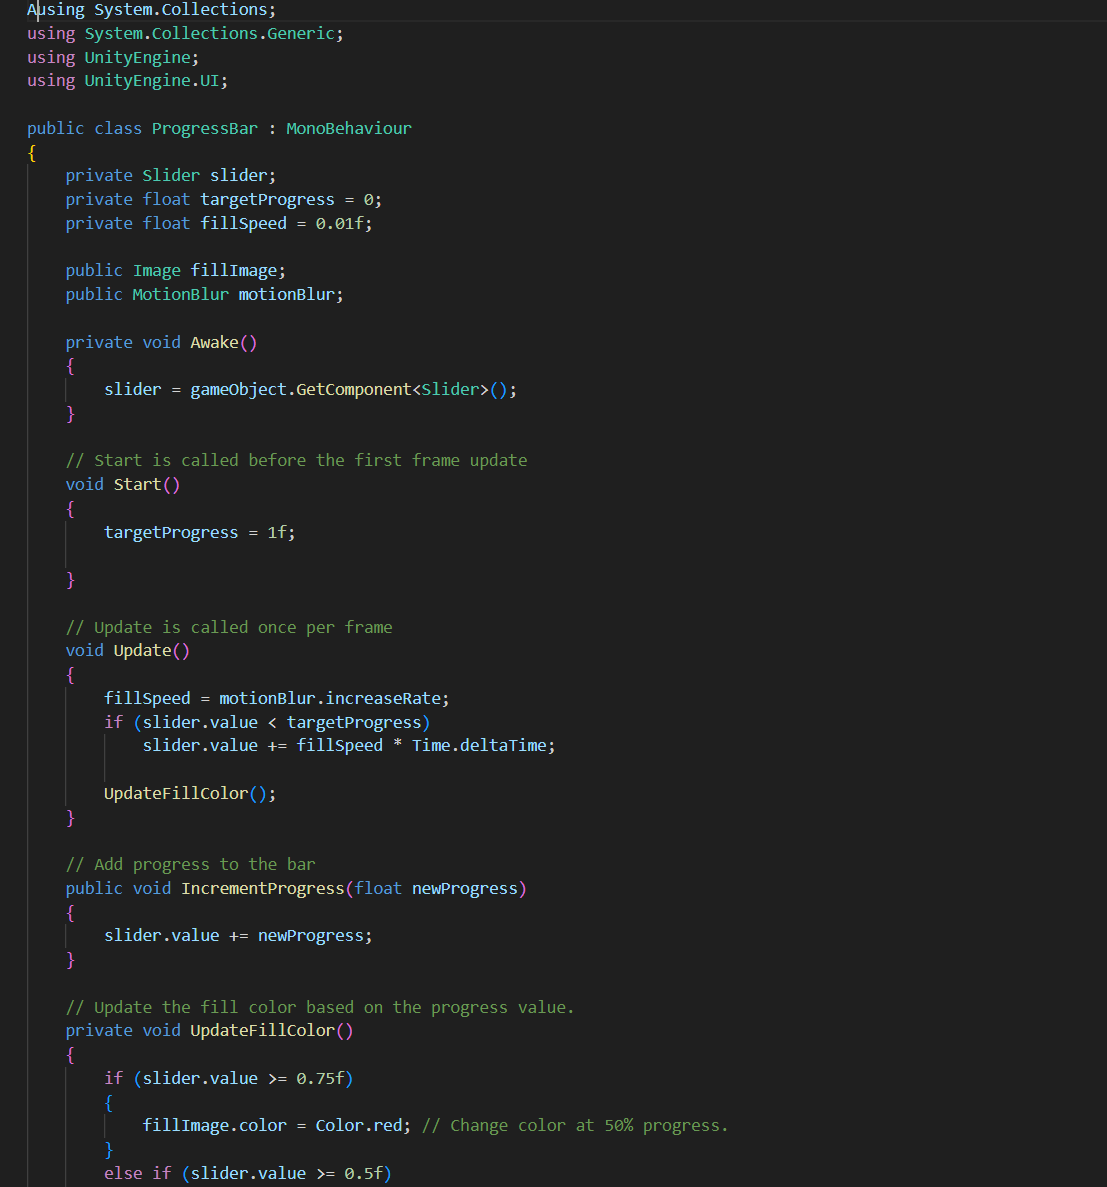 Ausing System.Collections;
using System.Collections.Generic;
using UnityEngine;
using UnityEngine.UI;

public class ProgressBar : MonoBehaviour
{
    private Slider slider;
    private float targetProgress = 0;
    private float fillSpeed = 0.01f;

    public Image fillImage;
    public MotionBlur motionBlur;

    private void Awake()
    {
        slider = gameObject.GetComponent<Slider>();
    }

    // Start is called before the first frame update
    void Start()
    {
        targetProgress = 1f;

    }

    // Update is called once per frame
    void Update()
    {
        fillSpeed = motionBlur.increaseRate;
        if (slider.value < targetProgress)
            slider.value += fillSpeed * Time.deltaTime;

        UpdateFillColor();
    }

    // Add progress to the bar
    public void IncrementProgress(float newProgress)
    {
        slider.value += newProgress;
    }

    // Update the fill color based on the progress value.
    private void UpdateFillColor()
    {
        if (slider.value >= 0.75f)
        {
            fillImage.color = Color.red; // Change color at 50% progress.
        }
        else if (slider.value >= 0.5f)